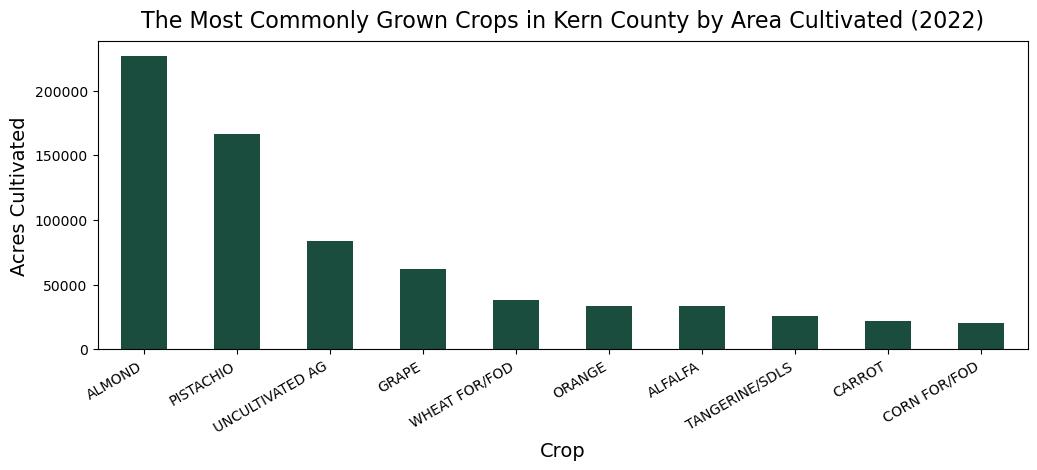 The Most Commonly Grown Crops in Kern County by Area Cultivated (2022)
Acres Cultivated
200000
150000
100000
50000
0
ALMOND
PISTACHIO
UNCULTIVATED AG
GRAPE
WHEAT FOR/FOD
ORANGE
ALFALFA
TANGERINE/SDLS
CARROT
CORN FOR/FOD
Crop